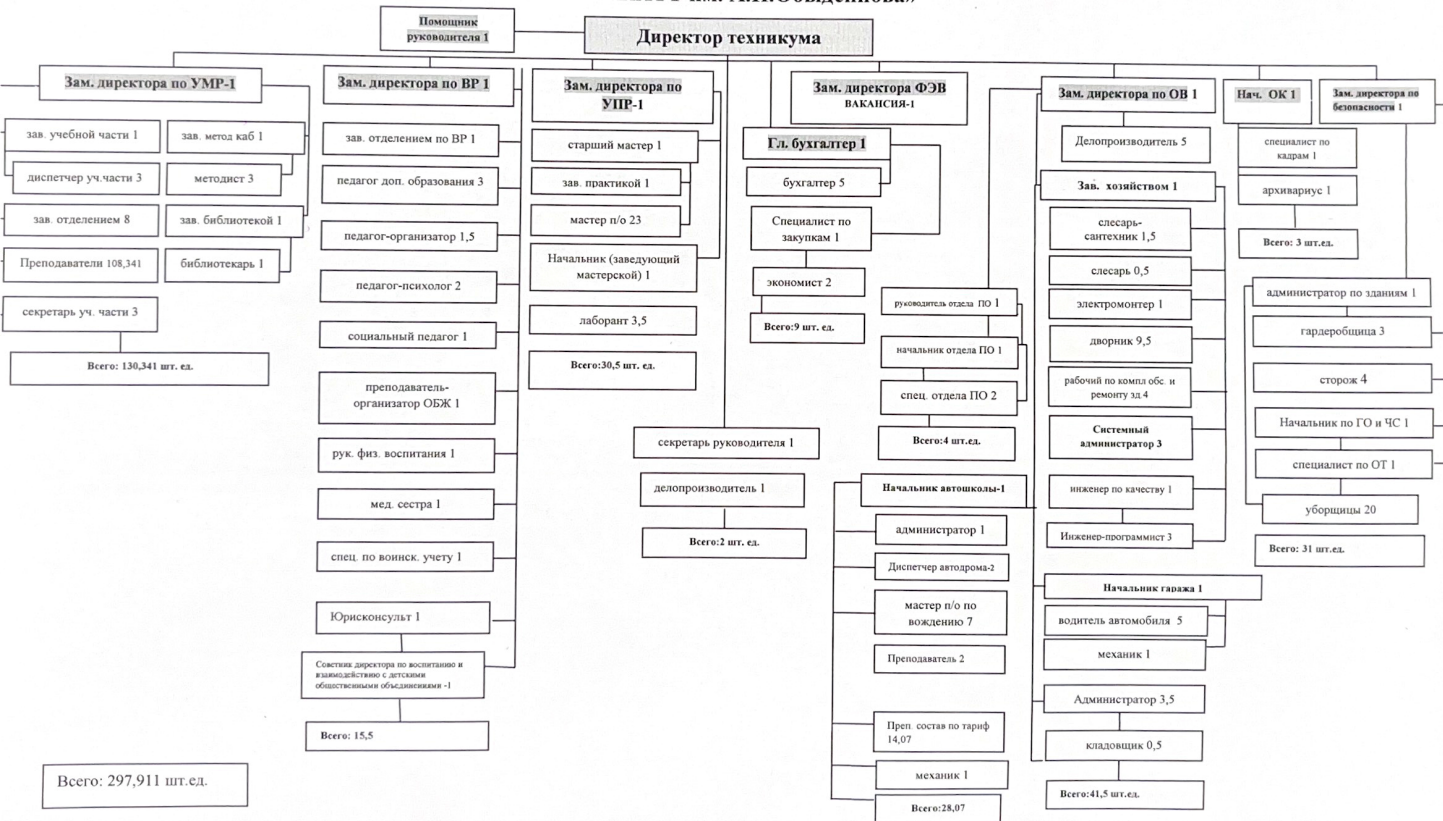 Помощник
руководителя 1
Директор техникума
Зам. директора по УМР-1
зав. учебной части 1
зав. метод каб 1
диспетчер уч.части 3
методист 3
зав. отделением 8
зав. библиотекой 1
Преподаватели 108,341
библиотекарь 1
секретарь уч. части 3
Всего: 130,341 шт. ед.
Зам. директора по ВР 1
зав. отделением по ВР 1
педагог доп. образования 3
педагог-организатор 1,5
педагог-психолог 2
социальный педагог 1
преподаватель-
организатор ОБЖ 1
рук. физ. воспитания 1
мед. сестра 1
спец. по воинск. учету 1
Юрисконсульт 1
Советник директора по воспитанию и
взаимодействию с детскими
общественными объединениями -1
Всего: 15,5
Зам. директора по
УПР-1
старший мастер 1
зав. практикой 1
мастер п/о 23
Начальник (заведующий
мастерской) 1
лаборант 3,5
Всего:30,5 шт. ед.
Зам. директора ФЭВ
ВАКАНСИЯ-1
Гл. бухгалтер 1
бухгалтер 5
Специалист по
закупкам 1
экономист 2
Всего:9 шт. ед.
секретарь руководителя 1
делопроизводитель 1
Всего:2 шт. ед.
руководитель отдела ПО 1
начальник отдела ПО 1
спец. отдела ПО 2
Всего:4 шт.ед.
Начальник автошколы-1
администратор 1
Диспетчер автодрома-2
мастер п/о по
вождению 7
Преподаватель 2
Преп. состав по тариф
14,07
механик 1
Всего:28,07
Зам. директора по ОВ 1
Делопроизводитель 5
Зав. хозяйством 1
слесарь-
сантехник 1,5
слесарь 0,5
электромонтер 1
дворник 9,5
рабочий по компл обс. и
ремонту зд.4
Системный
администратор 3
инженер по качеству 1
Инженер-программист 3
Начальник гаража 1
водитель автомобиля 5
механик 1
Администратор 3,5
кладовщик 0,5
Всего:41,5 шт.ед.
Нач. ОК 1
специалист по
кадрам 1
архивариус 1
Всего: 3 шт.ед.
Зам. директора по
безопасности 1
администратор по зданиям 1
гардеробщица 3
сторож 4
Начальник по ГО и ЧС 1
специалист по ОТ 1
уборщицы 20
Всего: 31 шт.ед.
Всего: 297,911 шт.ед.